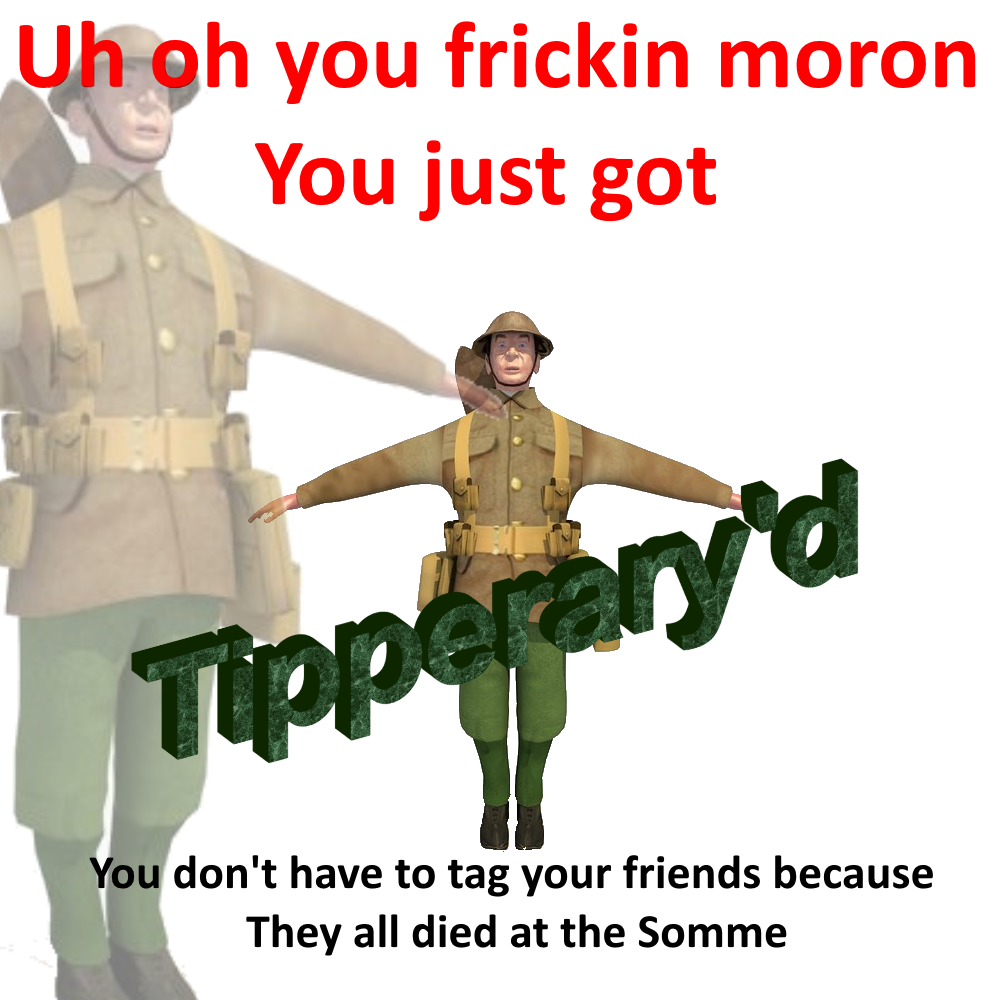 Uh oh you frickin moron
You just got
Tipperary'd
You don't have to tag your friends because
They all died at the Somme